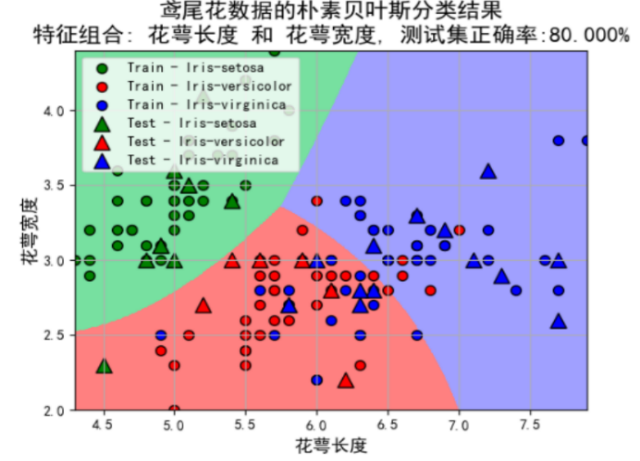 鸢尾花数据的朴素贝叶斯分类结果
特征组合: 花萼长度 和 花萼宽度, 测试集正确率:80.000%
Train - Iris-setosa
Train - Iris-versicolor
Train - Iris-virginica
Test - Iris-setosa
Test - Iris-versicolor
Test - Iris-virginica
花萼宽度
4.0
3.5
3.0
2.5
2.0
4.5 5.0 5.5 6.0 6.5 7.0 7.5
花萼长度